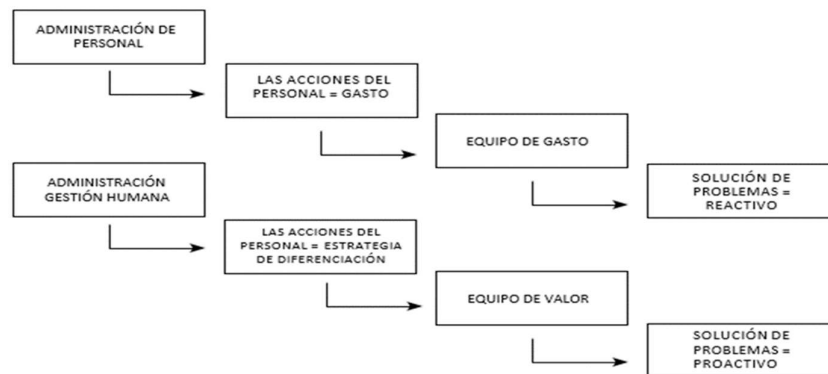 ADMINISTRACIÓN DE
PERSONAL
LAS ACCIONES DEL
PERSONAL = GASTO
EQUIPO DE GASTO
SOLUCIÓN DE
PROBLEMAS =
REACTIVO
ADMINISTRACIÓN
GESTIÓN HUMANA
LAS ACCIONES DEL
PERSONAL = ESTRATEGIA
DE DIFERENCIACIÓN
EQUIPO DE VALOR
SOLUCIÓN DE
PROBLEMAS =
PROACTIVO